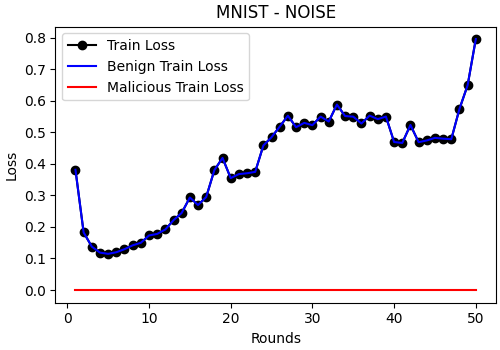 MNIST - NOISE
Train Loss
Benign Train Loss
Malicious Train Loss
Loss
0.8
0.7
0.6
0.5
0.4
0.3
0.2
0.1
0.0
0 10 20 30 40 50
Rounds